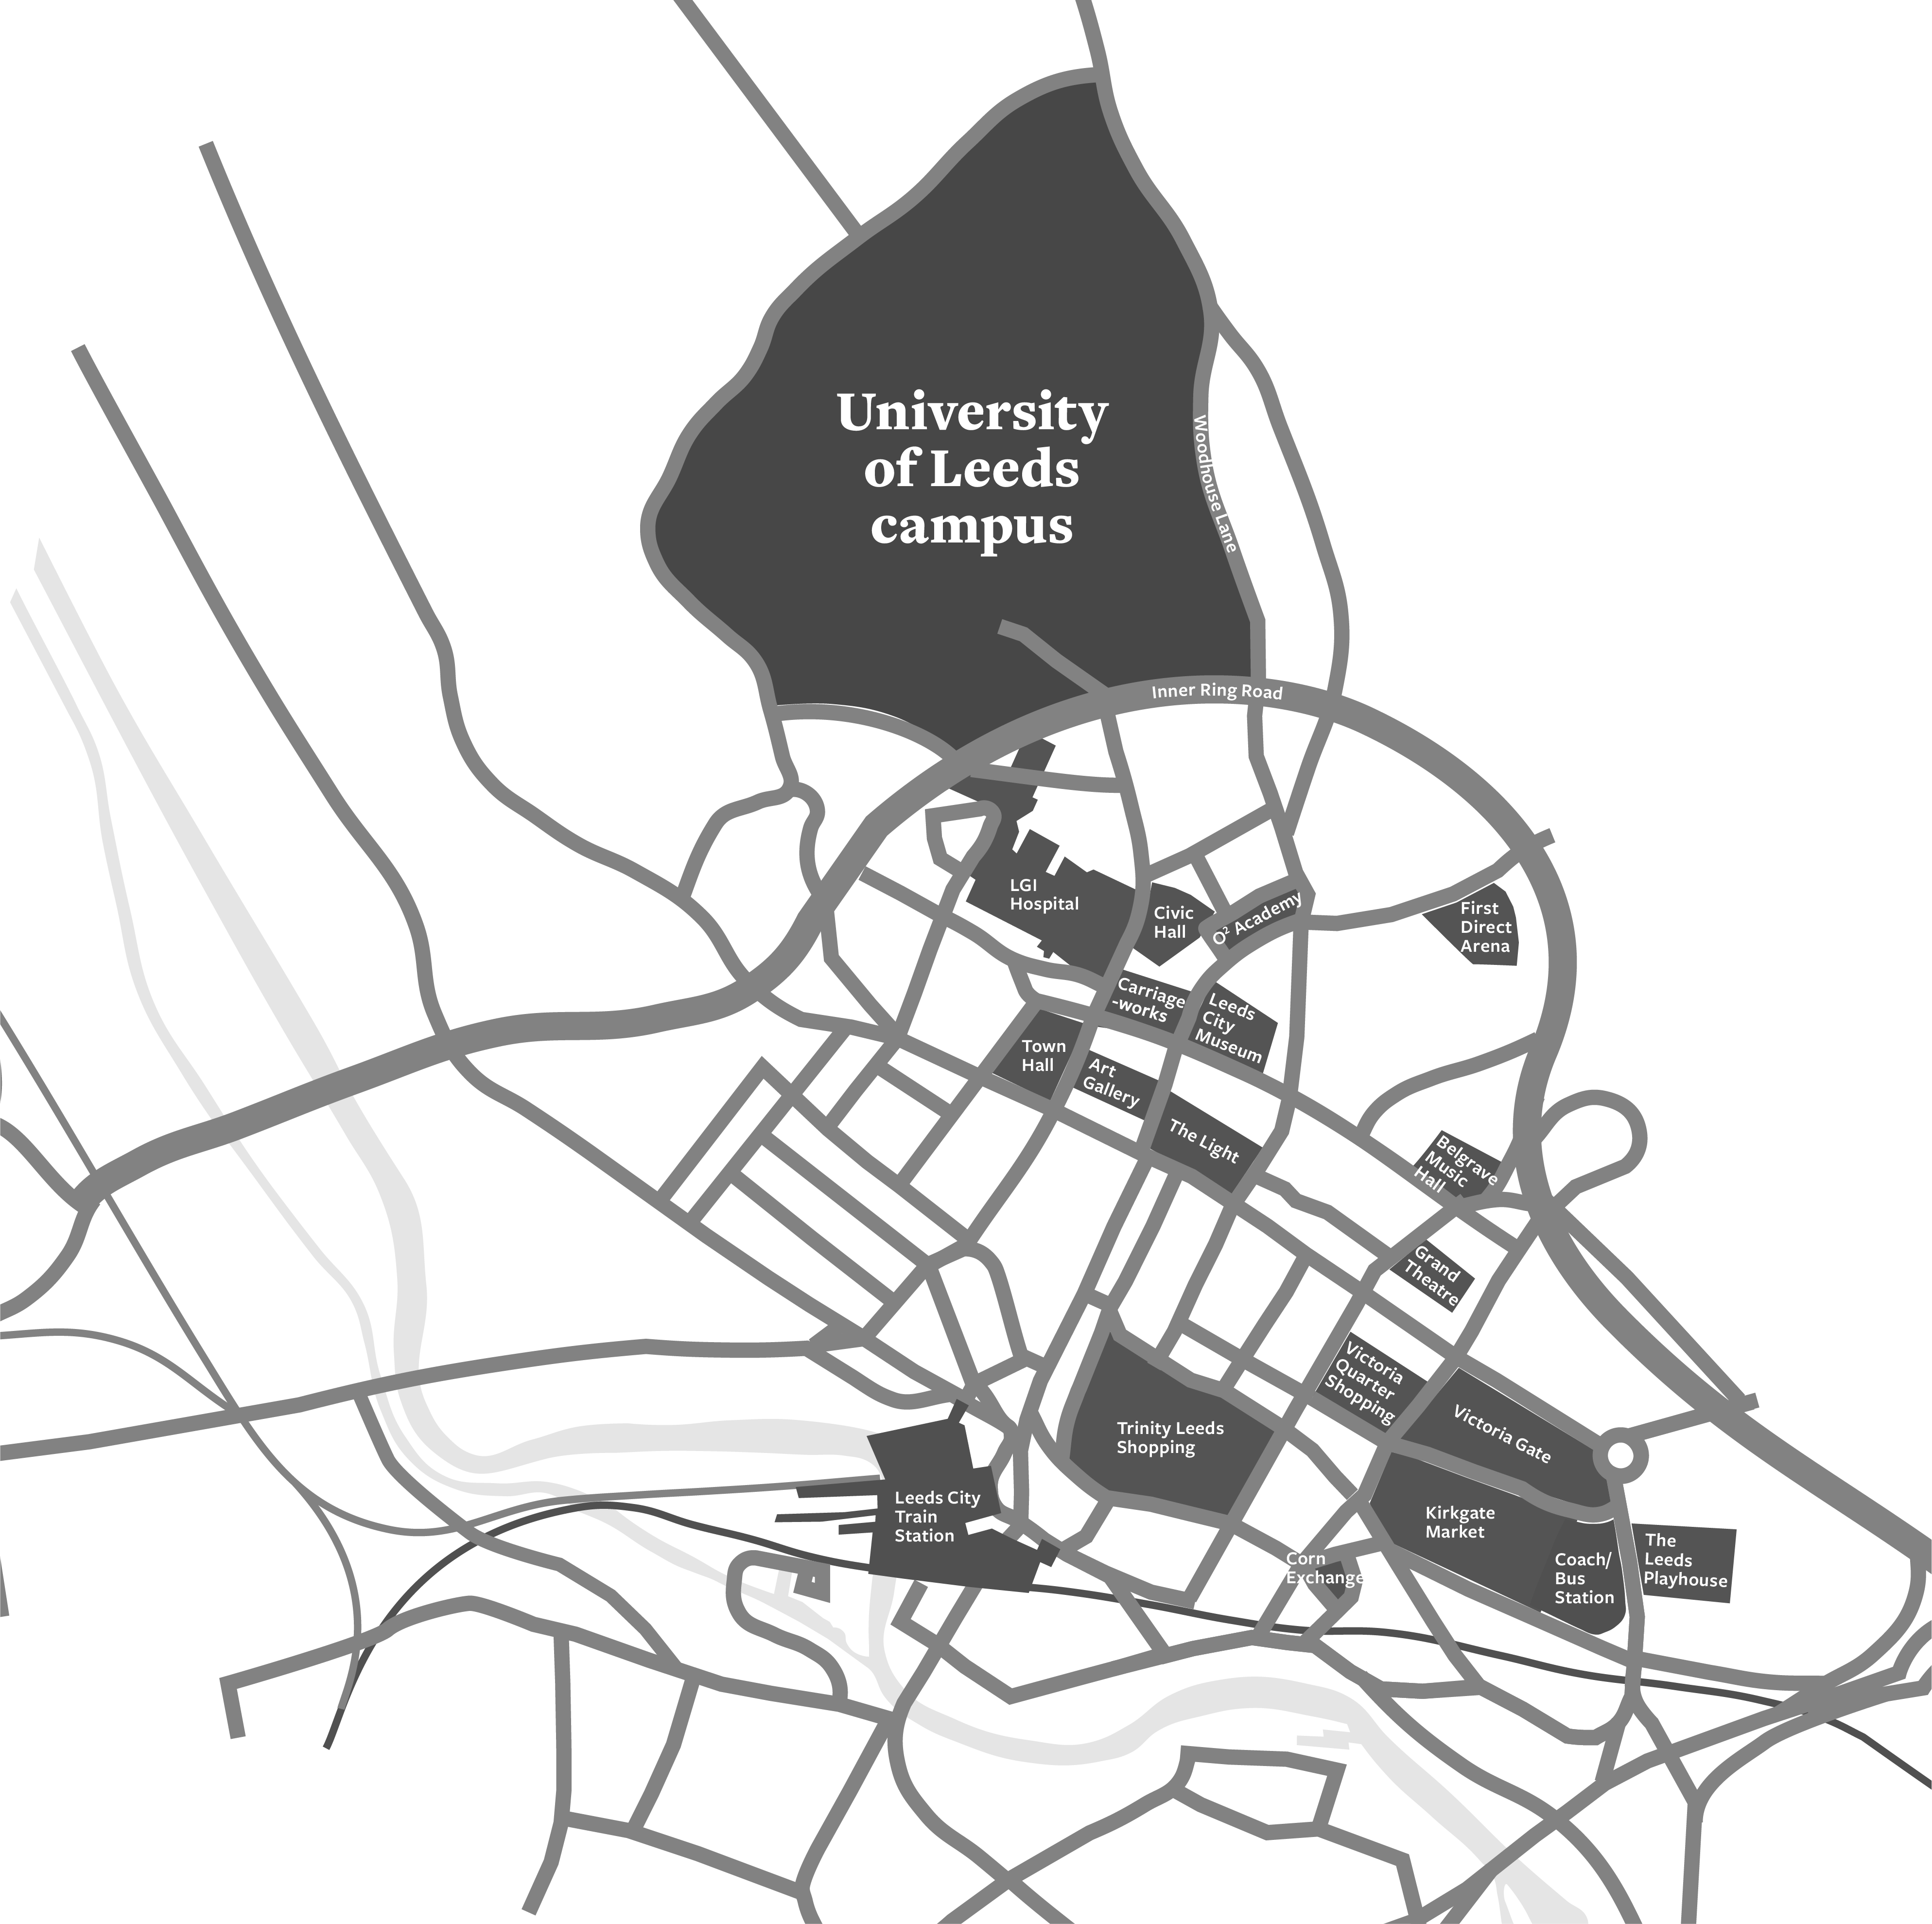 University
of Leeds
campus
Woodhouse Lane
Inner Ring Road
LGI
Hospital
Civic
Hall
O² Academy
First
Direct
Arena
Carriage
-works
Leeds
City
Museum
Town
Hall
Art
Gallery
The Light
Belgrave
Music
Hall
Grand
Theatre
Victoria
Quarter
Shopping
Victoria Gate
Trinity Leeds
Shopping
Leeds City
Train
Station
Kirkgate
Market
Corn
Exchange
Coach/
Bus
Station
The
Leeds
Playhouse